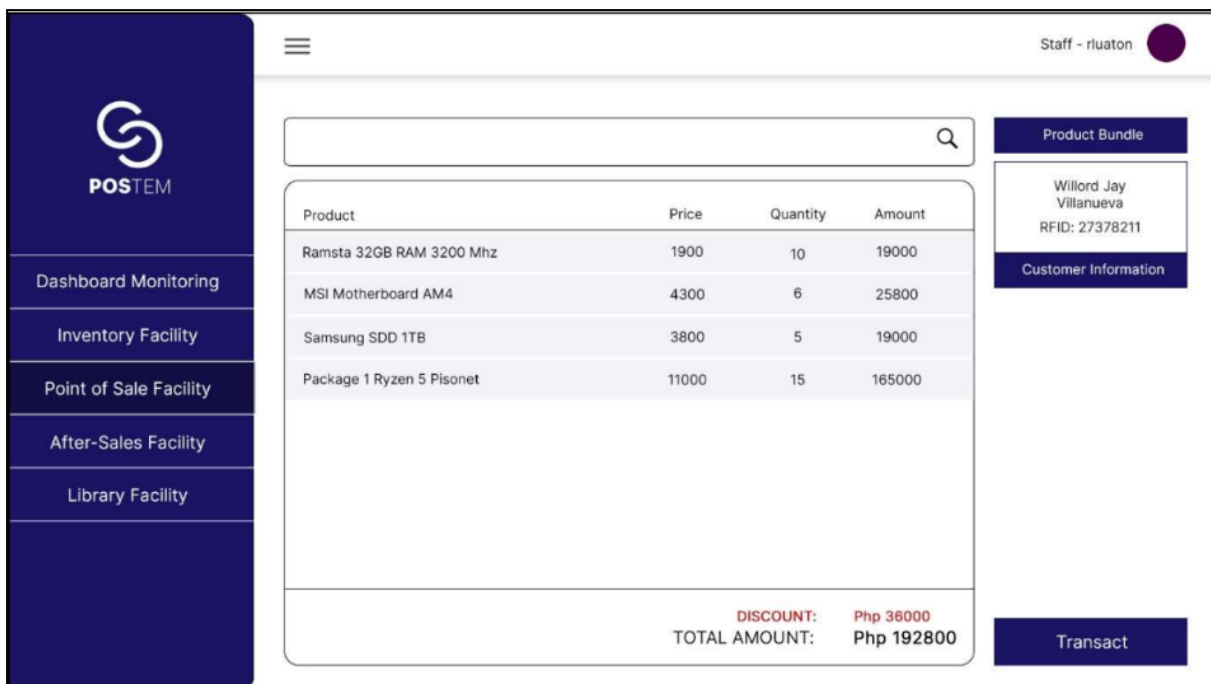 Staff - rluaton
POSTEM
Dashboard Monitoring
Inventory Facility
Point of Sale Facility
After-Sales Facility
Library Facility
Product Price Quantity Amount
Ramsta 32GB RAM 3200 Mhz 1900 10 19000
MSI Motherboard AM4 4300 6 25800
Samsung SDD 1TB 3800 5 19000
Package 1 Ryzen 5 Pisonet 11000 15 165000
DISCOUNT: Php 36000
TOTAL AMOUNT: Php 192800
Product Bundle
Willord Jay
Villanueva
RFID: 27378211
Customer Information
Transact